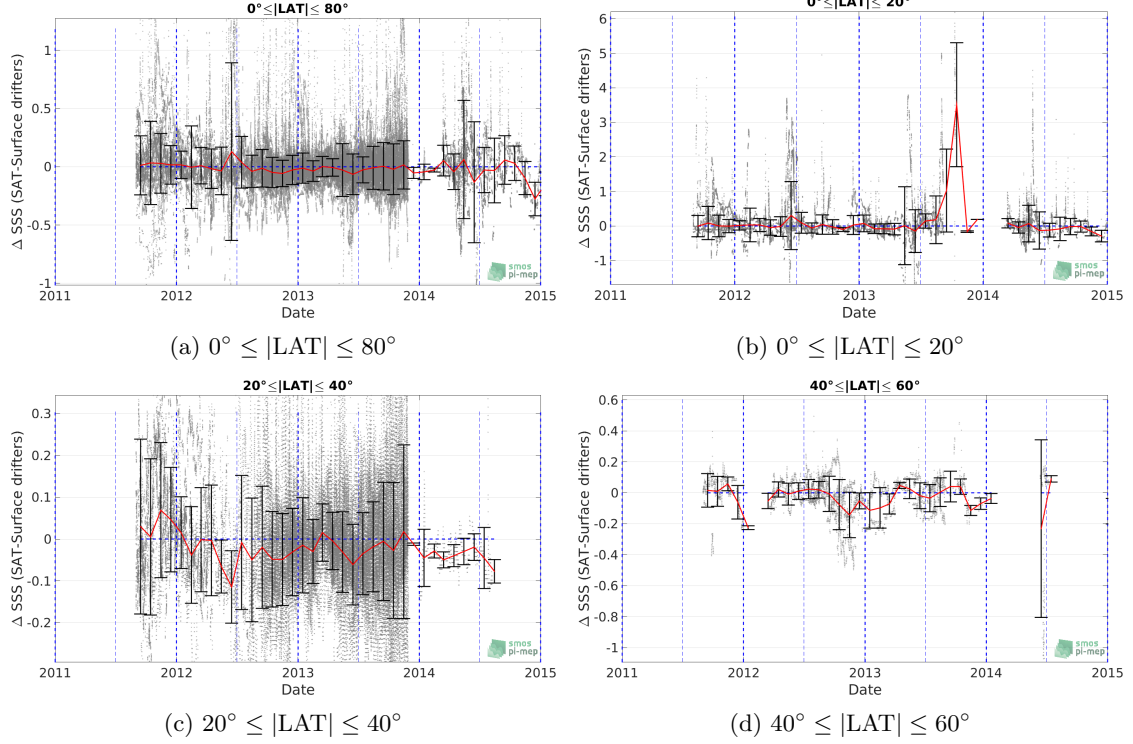 0°≤|LAT|≤ 80°
Δ SSS (SAT-Surface drifters)
1
0.5
0
-0.5
-1
2011
2012
2013
2014
2015
Date
smos
pi-mep
(a) 0° ≤ |LAT| ≤ 80°
0°≤|LAT|≤ 20°
Δ SSS (SAT-Surface drifters)
6
5
4
3
2
1
0
-1
2011
2012
2013
2014
2015
Date
smos
pi-mep
(b) 0° ≤ |LAT| ≤ 20°
20°≤|LAT|≤ 40°
Δ SSS (SAT-Surface drifters)
0.3
0.2
0.1
0
-0.1
-0.2
2011
2012
2013
2014
2015
Date
smos
pi-mep
(c) 20° ≤ |LAT| ≤ 40°
40°≤|LAT|≤ 60°
Δ SSS (SAT-Surface drifters)
0.6
0.4
0.2
0
-0.2
-0.4
-0.6
-0.8
-1
2011
2012
2013
2014
2015
Date
smos
pi-mep
(d) 40° ≤ |LAT| ≤ 60°